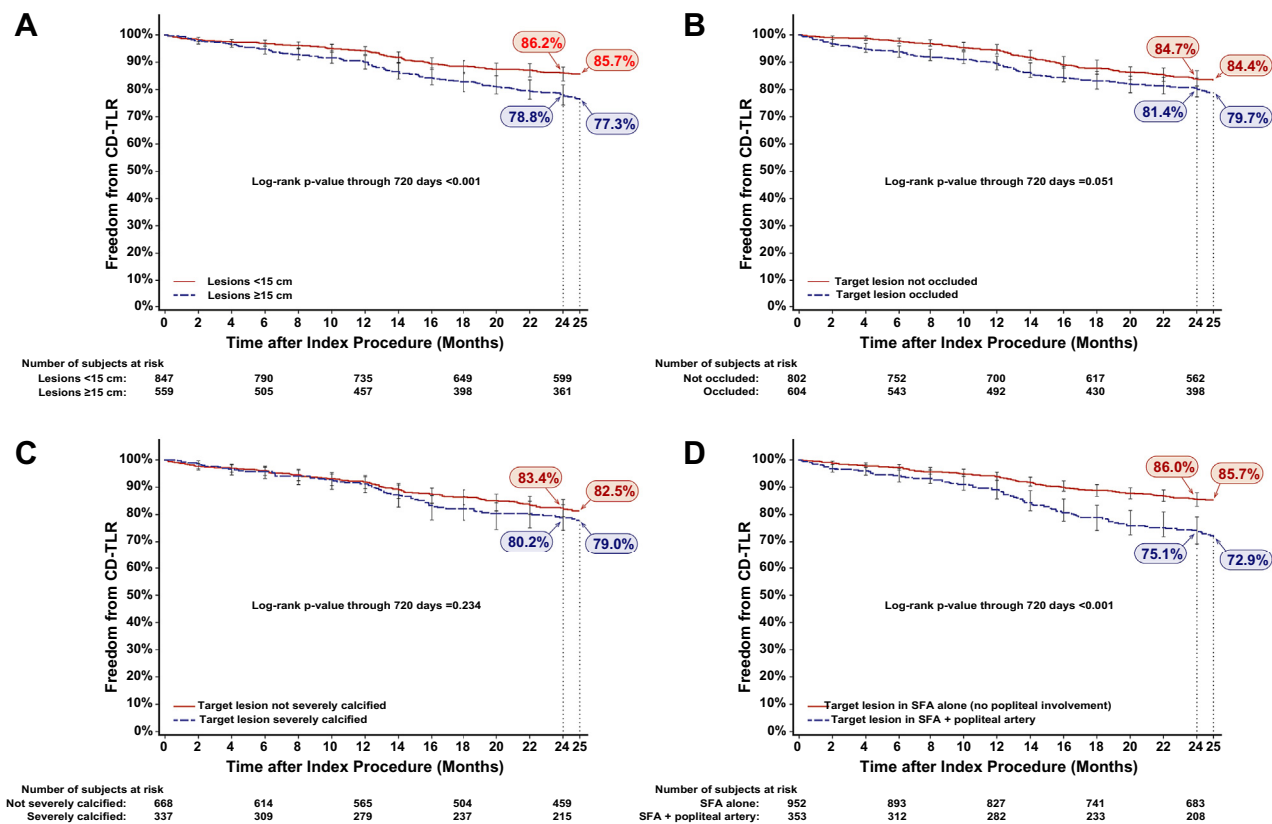 A
Freedom from CD-TLR
100%
90%
80%
70%
60%
50%
40%
30%
20%
10%
0%
86.2%
85.7%
78.8%
77.3%
Log-rank p-value through 720 days <0.001
Lesions <15 cm
Lesions ≥15 cm
0 2 4 6 8 10 12 14 16 18 20 22 24 25
Time after Index Procedure (Months)
Number of subjects at risk
Lesions <15 cm: 847 790 735 649 599
Lesions ≥15 cm: 559 505 457 398 361
B
Freedom from CD-TLR
100%
90%
80%
70%
60%
50%
40%
30%
20%
10%
0%
84.7%
84.4%
81.4%
79.7%
Log-rank p-value through 720 days =0.051
Target lesion not occluded
Target lesion occluded
0 2 4 6 8 10 12 14 16 18 20 22 24 25
Time after Index Procedure (Months)
Number of subjects at risk
Not occluded: 802 752 700 617 562
Occluded: 604 543 492 430 398
C
Freedom from CD-TLR
100%
90%
80%
70%
60%
50%
40%
30%
20%
10%
0%
83.4%
82.5%
80.2%
79.0%
Log-rank p-value through 720 days =0.234
Target lesion not severely calcified
Target lesion severely calcified
0 2 4 6 8 10 12 14 16 18 20 22 24 25
Time after Index Procedure (Months)
Number of subjects at risk
Not severely calcified: 668 614 565 504 459
Severely calcified: 337 309 279 237 215
D
Freedom from CD-TLR
100%
90%
80%
70%
60%
50%
40%
30%
20%
10%
0%
86.0%
85.7%
75.1%
72.9%
Log-rank p-value through 720 days <0.001
Target lesion in SFA alone (no popliteal involvement)
Target lesion in SFA + popliteal artery
0 2 4 6 8 10 12 14 16 18 20 22 24 25
Time after Index Procedure (Months)
Number of subjects at risk
SFA alone: 952 893 827 741 683
SFA + popliteal artery: 353 312 282 233 208